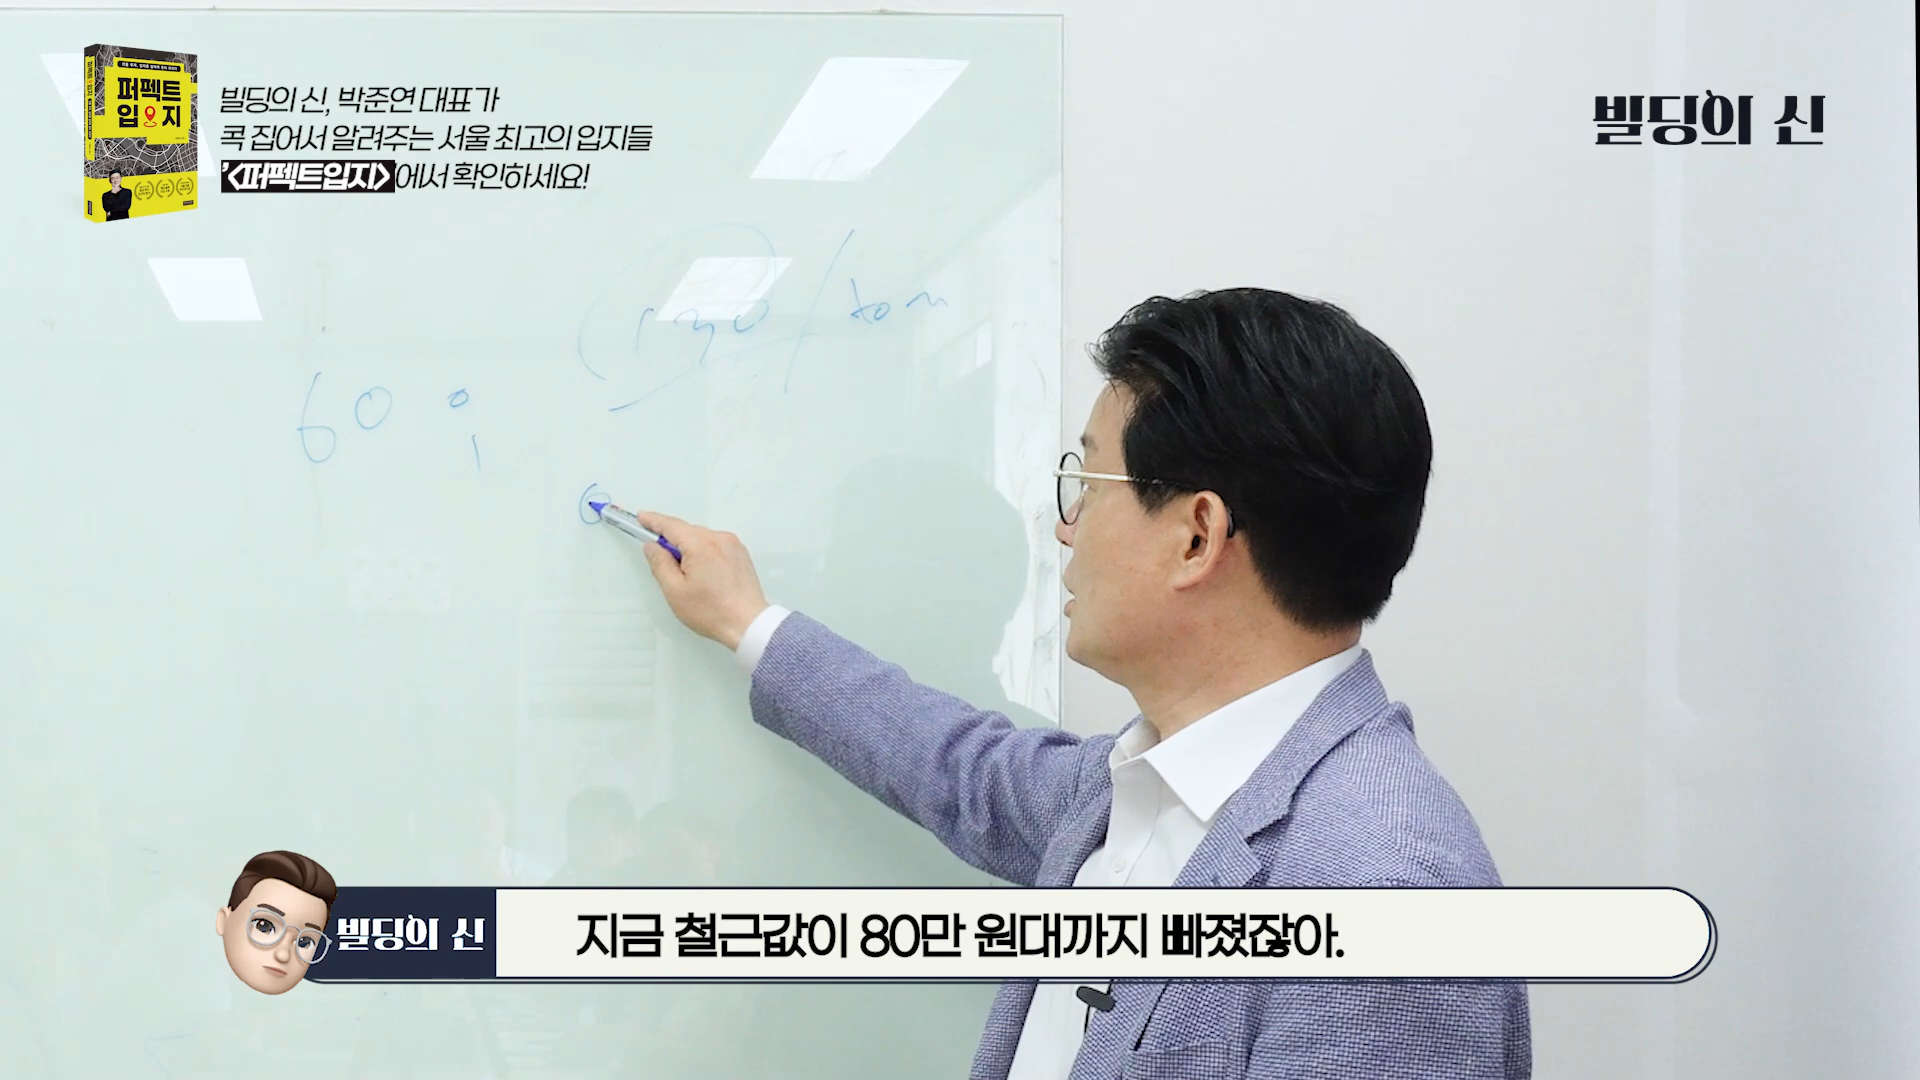 퍼펙트
입지
빌딩의 신, 박준연 대표가
콕 집어서 알려주는 서울 최고의 입지들
'<퍼펙트입지>'에서 확인하세요!
빌딩의 신
130/ton
60
빌딩의 신
지금 철근값이 80만 원대까지 빠졌잖아.